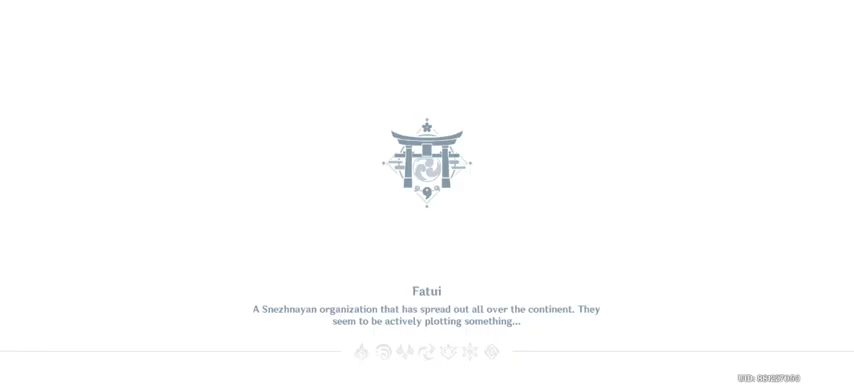 Fatui
A Snezhnayan organization that has spread out all over the continent. They
seem to be actively plotting something...